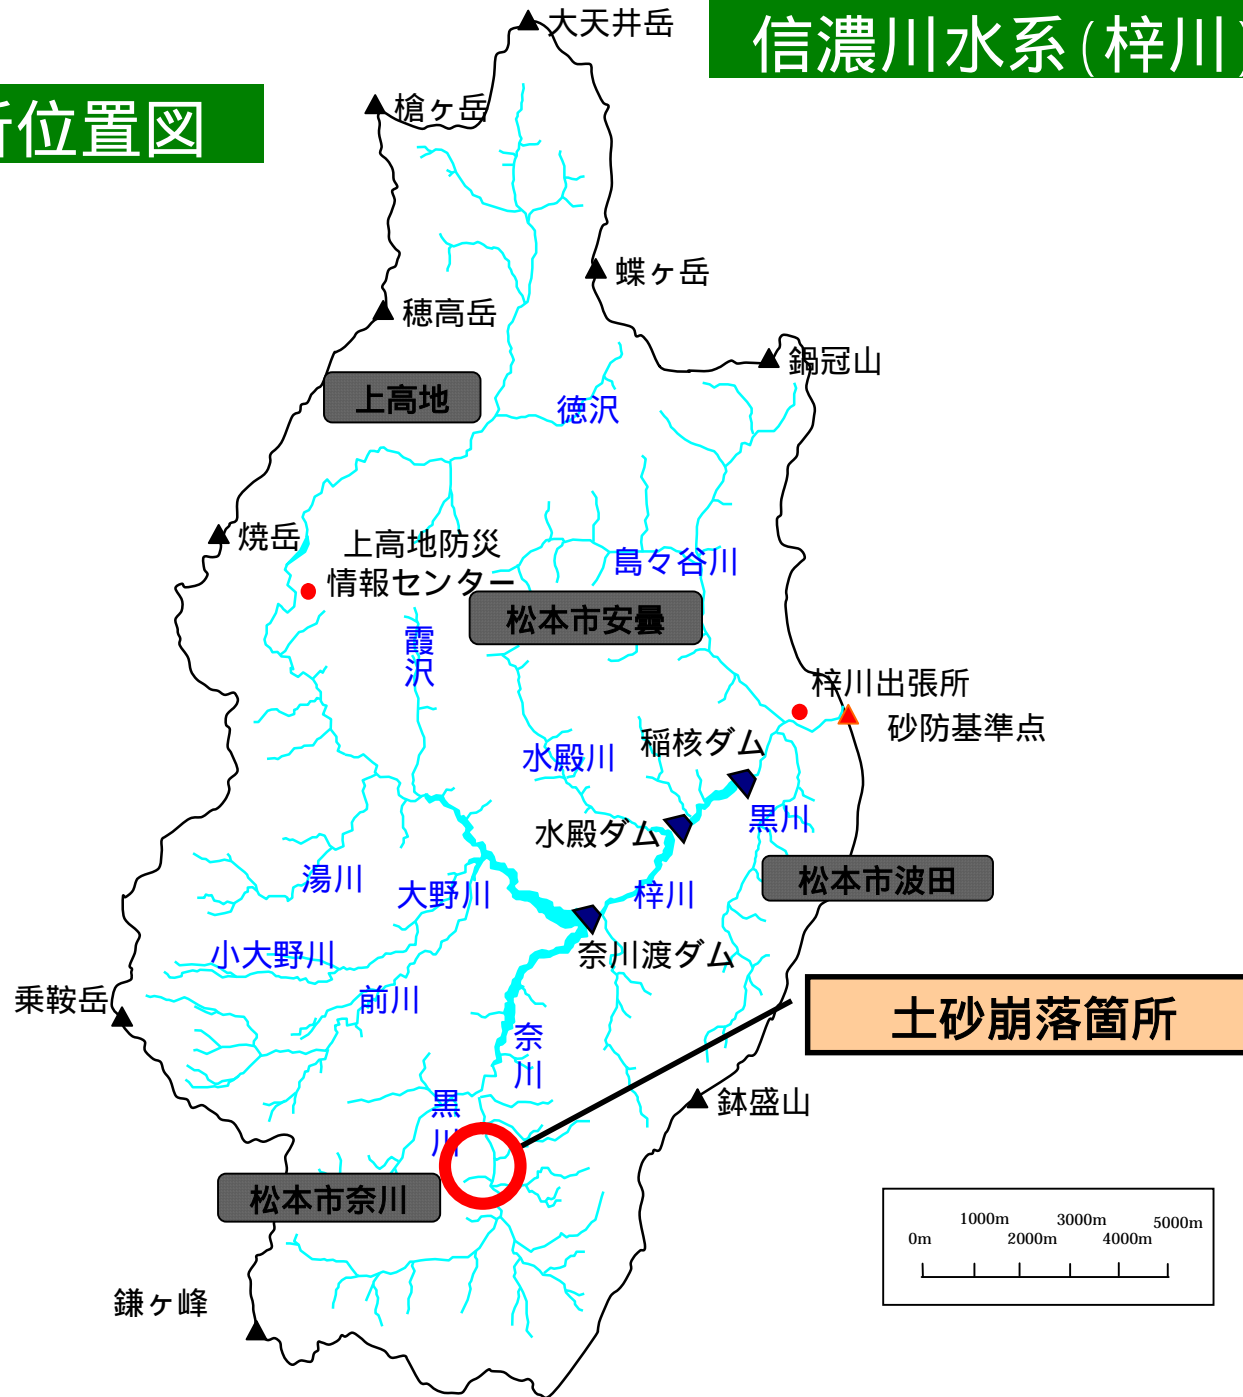 大天井岳
信濃川水系(梓川)
所位置図
槍ヶ岳
蝶ヶ岳
穂高岳
鍋冠山
上高地
徳沢
焼岳
上高地防災
情報センター
島々谷川
松本市安曇
霞沢
梓川出張所
砂防基準点
水殿川
稲核ダム
水殿ダム
黒川
湯川
大野川
梓川
松本市波田
小大野川
奈川渡ダム
前川
乗鞍岳
土砂崩落箇所
奈川
黒川
鉢盛山
松本市奈川
鎌ヶ峰
0m
1000m
2000m
3000m
4000m
5000m